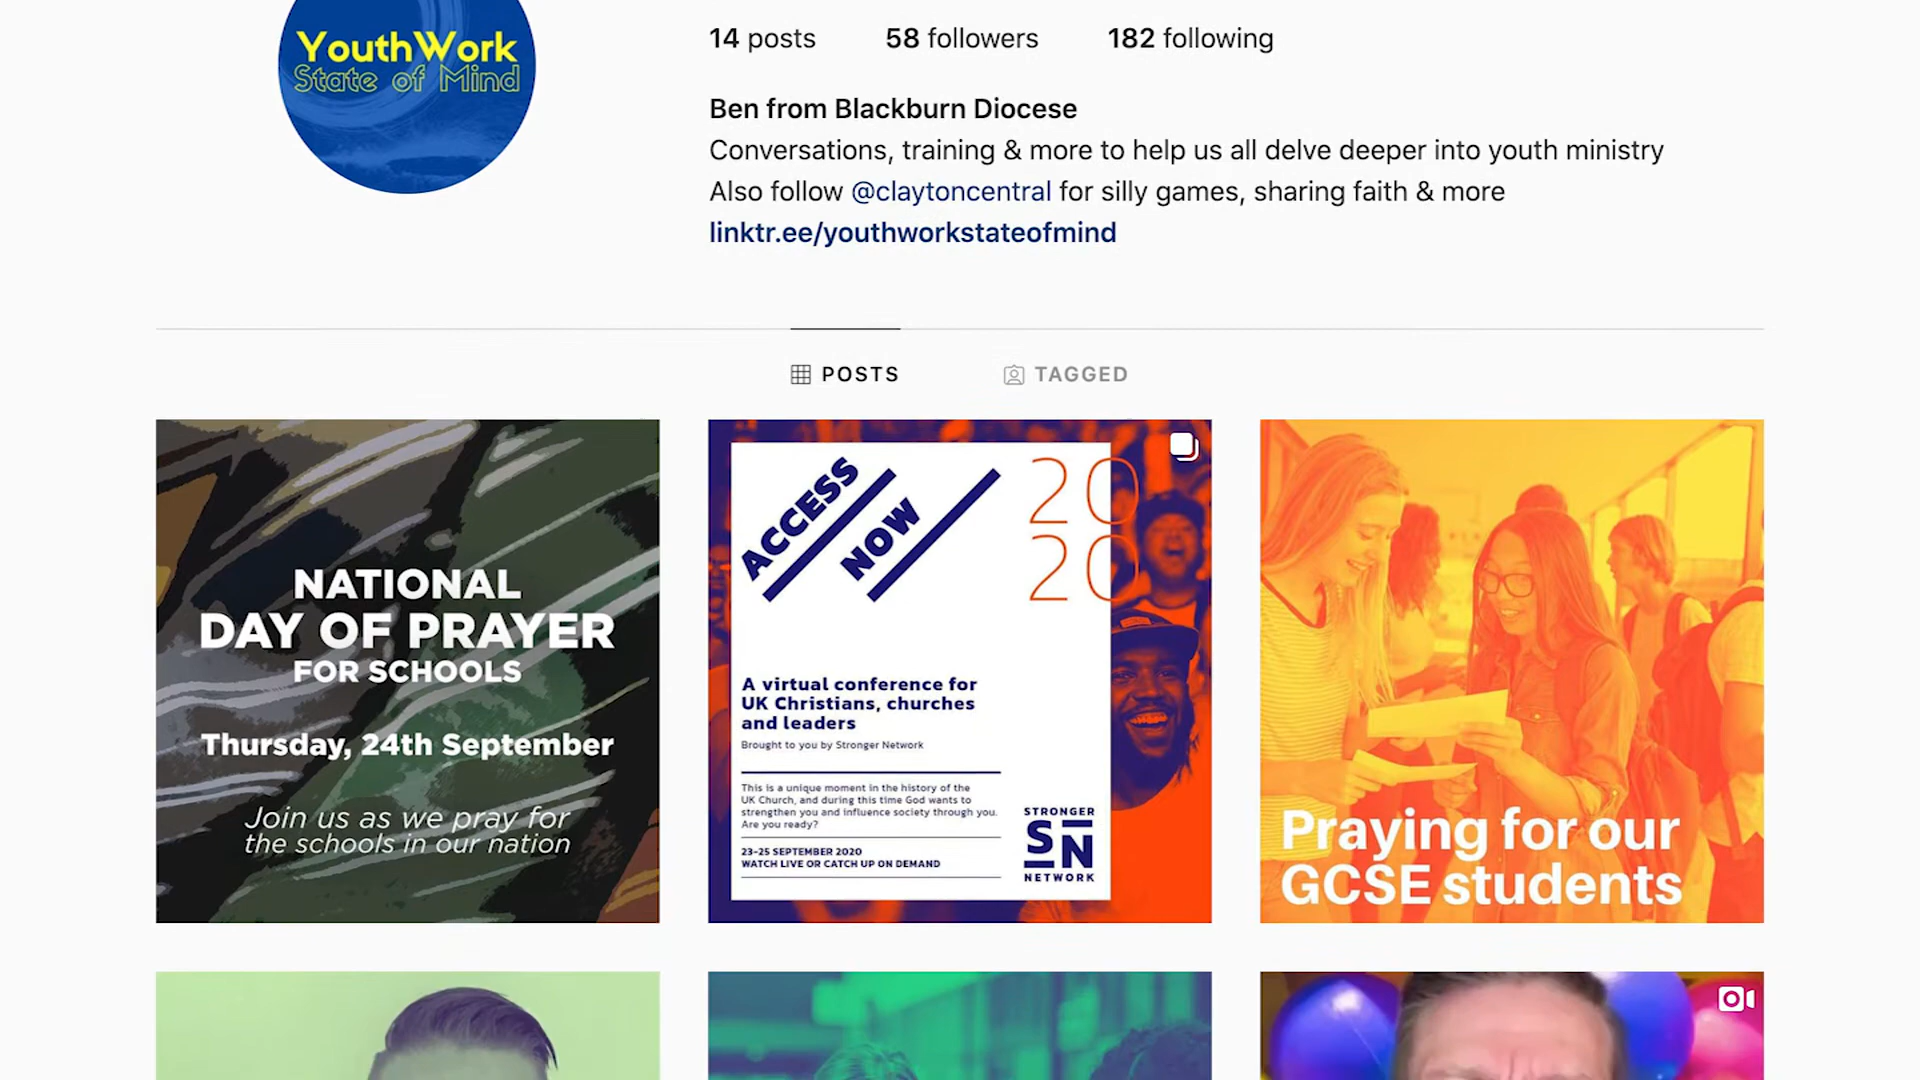 YouthWork
State of Mind
14 posts 58 followers 182 following
Ben from Blackburn Diocese
Conversations, training & more to help us all delve deeper into youth ministry
Also follow @claytoncentral for silly games, sharing faith & more
linktr.ee/youthworkstateofmind
POSTS TAGGED
NATIONAL
DAY OF PRAYER
FOR SCHOOLS
Thursday, 24th September
Join us as we pray for
the schools in our nation
ACCESS
NOW
20
20
A virtual conference for
UK Christians, churches
and leaders
Brought to you by Stronger Network
This is a unique moment in the history of the
UK Church, and during this time God wants to
strengthen you and influence society through you.
Are you ready?
23-25 SEPTEMBER 2020
WATCH LIVE OR CATCH UP ON DEMAND
STRONGER
SN
NETWORK
Praying for our
GCSE students